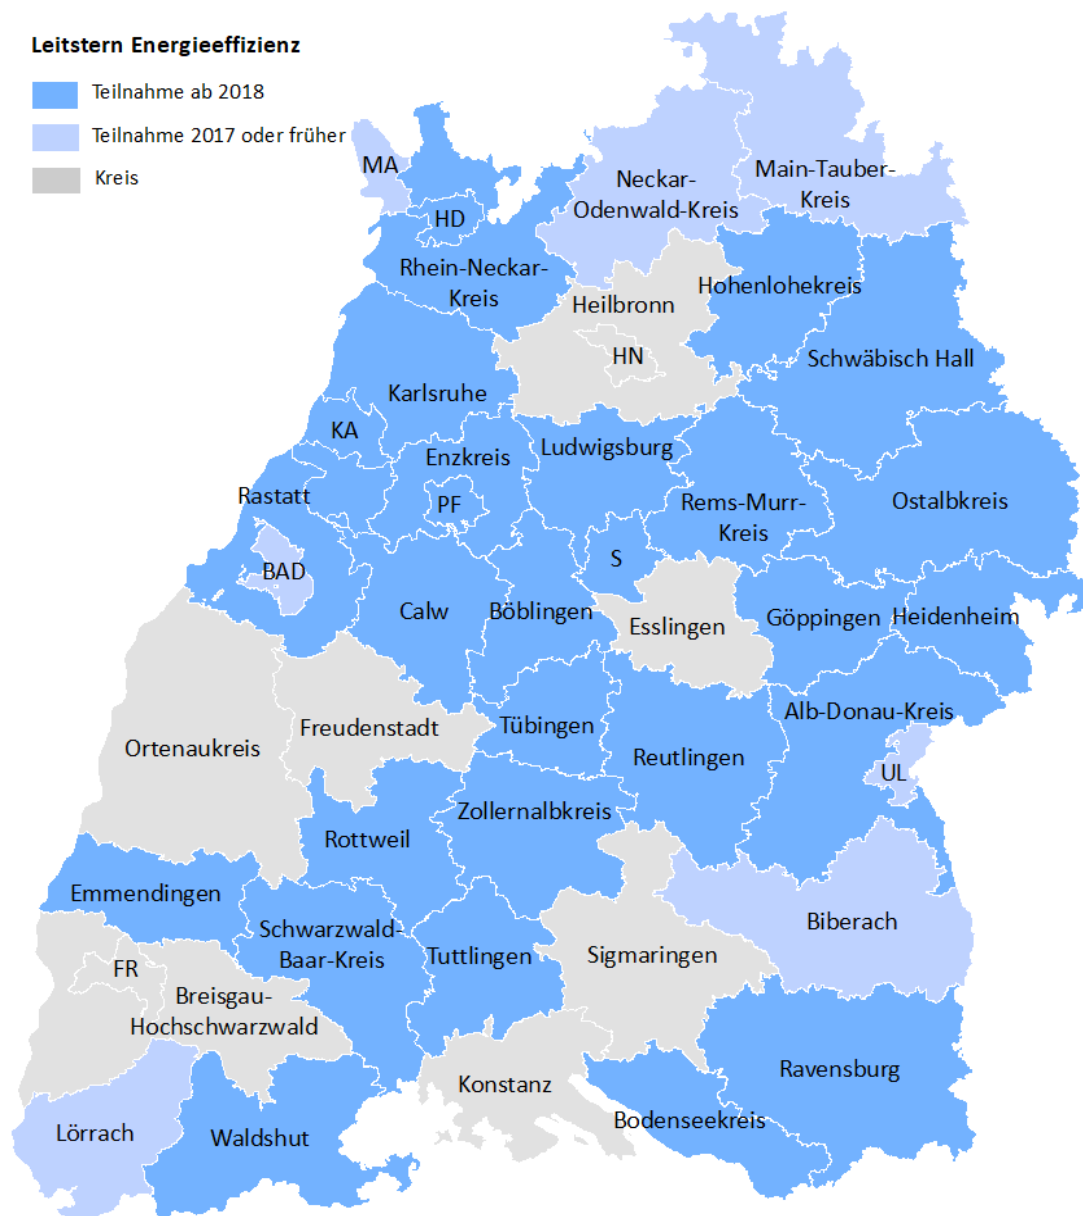 Leitstern Energieeffizienz
Teilnahme ab 2018
Teilnahme 2017 oder früher
Kreis
MA
HD
Neckar-
Odenwald-Kreis
Main-Tauber-
Kreis
Rhein-Neckar-
Kreis
Heilbronn
HN
Hohenlohekreis
Schwäbisch Hall
Karlsruhe
KA
Enzkreis
Ludwigsburg
Rastatt
PF
Rems-Murr-
Kreis
Ostalbkreis
BAD
S
Calw
Böblingen
Esslingen
Göppingen
Heidenheim
Ortenaukreis
Freudenstadt
Tübingen
Reutlingen
Alb-Donau-Kreis
UL
Zollernalbkreis
Rottweil
Emmendingen
Schwarzwald-
Baar-Kreis
Tuttlingen
Sigmaringen
Biberach
FR
Breisgau-
Hochschwarzwald
Konstanz
Ravensburg
Bodenseekreis
Lörrach
Waldshut